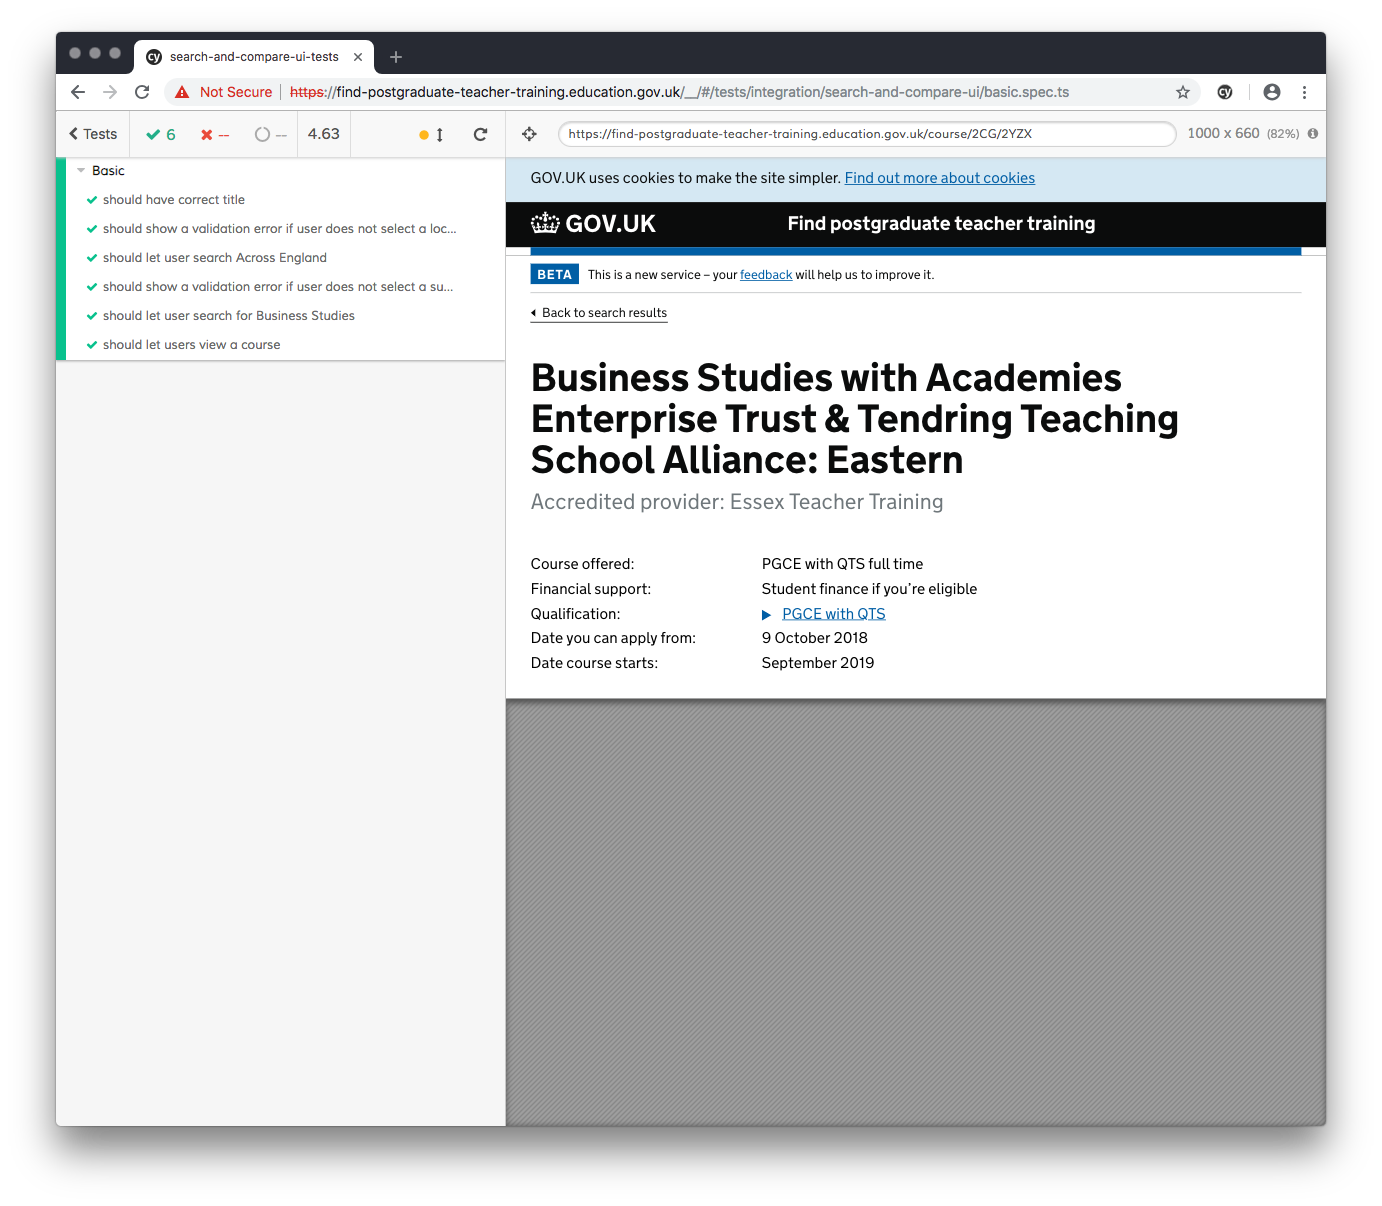 search-and-compare-ui-tests
Not Secure https://find-postgraduate-teacher-training.education.gov.uk/__/#/tests/integration/search-and-compare-ui/basic.spec.ts
Tests 6 -- -- 4.63
https://find-postgraduate-teacher-training.education.gov.uk/course/2CG/2YZX 1000 x 660 (82%)
Basic
should have correct title
should show a validation error if user does not select a loc...
should let user search Across England
should show a validation error if user does not select a su...
should let user search for Business Studies
should let users view a course
GOV.UK uses cookies to make the site simpler. Find out more about cookies
GOV.UK Find postgraduate teacher training
BETA This is a new service – your feedback will help us to improve it.
Back to search results
Business Studies with Academies
Enterprise Trust & Tendring Teaching
School Alliance: Eastern
Accredited provider: Essex Teacher Training
Course offered: PGCE with QTS full time
Financial support: Student finance if you’re eligible
Qualification: PGCE with QTS
Date you can apply from: 9 October 2018
Date course starts: September 2019